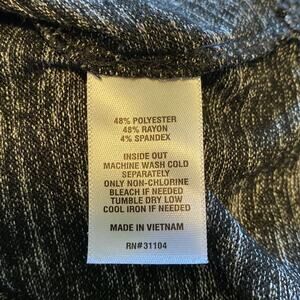 48% POLYESTER
48% RAYON
4% SPANDEX
INSIDE OUT
MACHINE WASH COLD
SEPARATELY
ONLY NON-CHLORINE
BLEACH IF NEEDED
TUMBLE DRY LOW
COOL IRON IF NEEDED
MADE IN VIETNAM
RN#31104